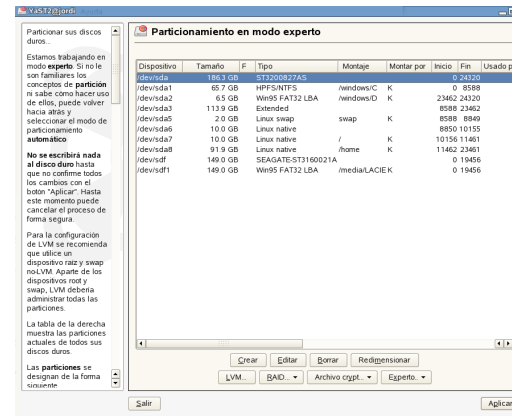 YaST2@jordi
Particionar sus discos
duros...
Estamos trabajando en
modo experto. Si no le
son familiares los
conceptos de partición
ni sabe cómo hacer uso
de ellos, puede volver
hacia atrás y
seleccionar el modo de
particionamiento
automático
No se escribirá nada
al disco duro hasta
que no confirme todos
los cambios con el
botón "Aplicar". Hasta
este momento puede
cancelar el proceso de
forma segura.
Para la configuración
de LVM se recomienda
que utilice un
dispositivo raíz y swap
no-LVM. Aparte de los
dispositivos root y
swap, LVM debería
administrar todas las
particiones.
La tabla de la derecha
muestra las particiones
actuales de todos sus
discos duros.
Las particiones se
designan de la forma
siguiente
Particionamiento en modo experto
Dispositivo Tamaño F Tipo Montaje Montar por Inicio Fin Usado p
/dev/sda 186.3 GB ST3200827AS 0 24320
/dev/sda1 65.7 GB HPFS/NTFS /windows/C K 0 8588
/dev/sda2 6.5 GB Win95 FAT32 LBA /windows/D K 23462 24320
/dev/sda3 113.9 GB Extended 8588 23462
/dev/sda5 2.0 GB Linux swap swap K 8588 8849
/dev/sda6 10.0 GB Linux native 8850 10155
/dev/sda7 10.0 GB Linux native / K 10156 11461
/dev/sda8 91.9 GB Linux native /home K 11462 23461
/dev/sdf 149.0 GB SEAGATE-ST3160021A 0 19456
/dev/sdf1 149.0 GB Win95 FAT32 LBA /media/LACIE K 0 19456
Crear Editar Borrar Redimensionar
LVM... RAID... Archivo crypt... Experto..
Salir Aplicar